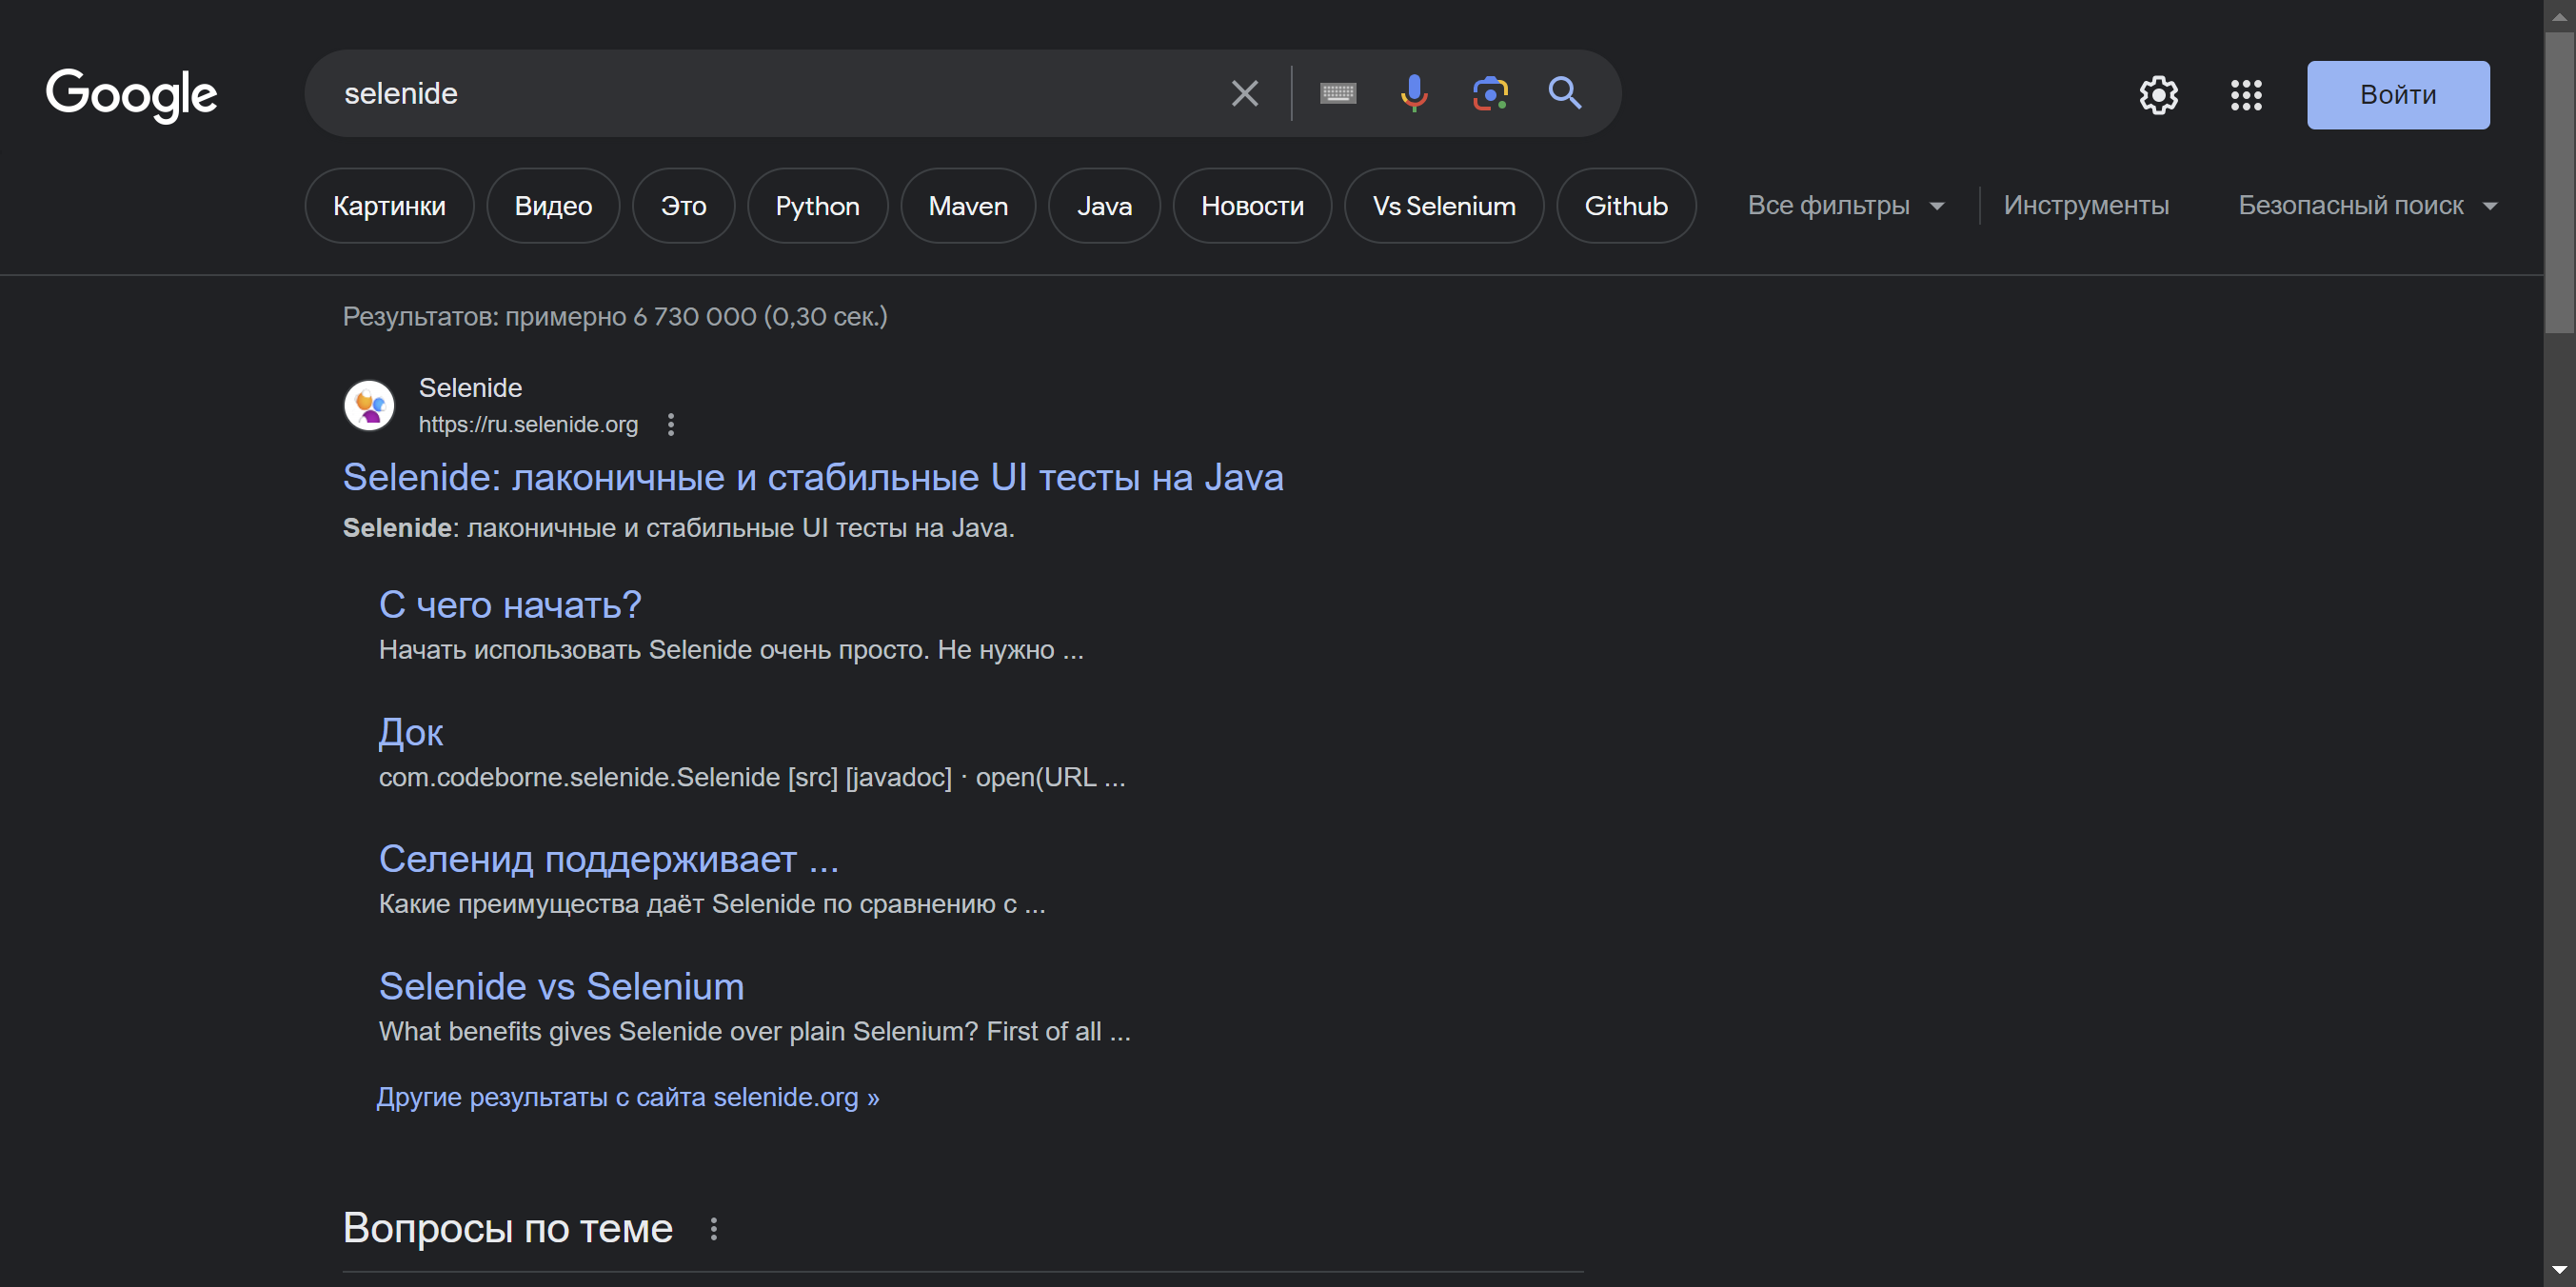 Google
selenide
Войти
Картинки Видео Это Python Maven Java Новости Vs Selenium Github Все фильтры Инструменты Безопасный поиск
Результатов: примерно 6 730 000 (0,30 сек.)
Selenide
https://ru.selenide.org
Selenide: лаконичные и стабильные UI тесты на Java
Selenide: лаконичные и стабильные UI тесты на Java.
С чего начать?
Начать использовать Selenide очень просто. Не нужно ...
Док
com.codeborne.selenide.Selenide [src] [javadoc] · open(URL ...
Селенид поддерживает ...
Какие преимущества даёт Selenide по сравнению с ...
Selenide vs Selenium
What benefits gives Selenide over plain Selenium? First of all ...
Другие результаты с сайта selenide.org »
Вопросы по теме